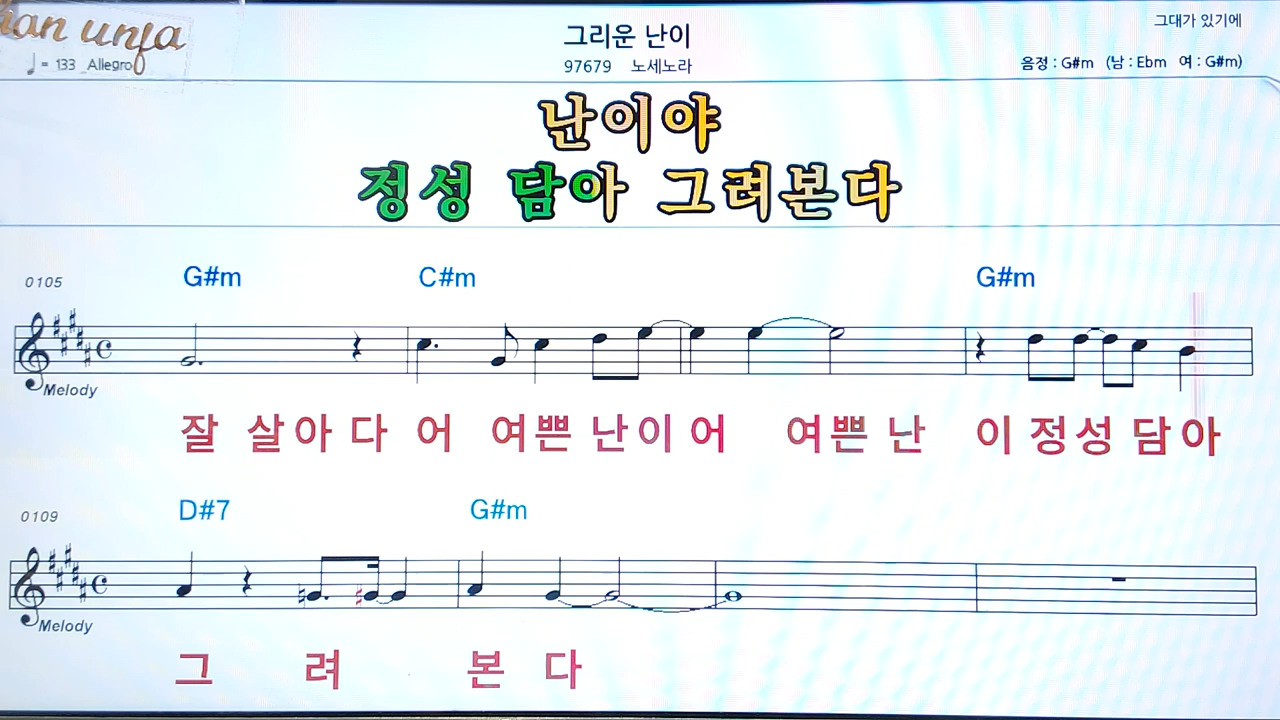 그리운 난이
그대가 있기에
♩ = 133 Allegro
97679 노세노라
음정 : G#m (남 : Ebm 여 : G#m)
난이야
정성 담아 그려본다
0105 G#m C#m G#m
Melody
잘 살아 다 어 여쁜 난이 어 여쁜 난 이 정성 담아
0109 D#7 G#m
Melody
그 려 본 다